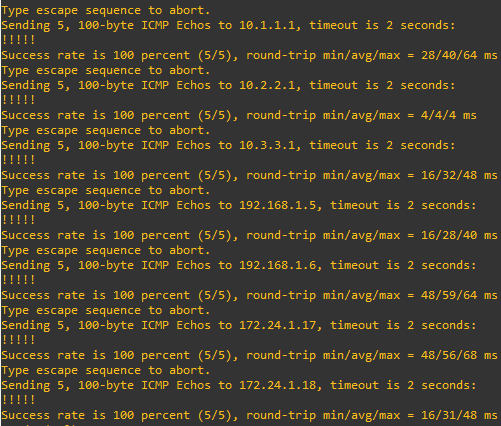 Type escape sequence to abort.
Sending 5, 100-byte ICMP Echos to 10.1.1.1, timeout is 2 seconds:
!!!!!
Success rate is 100 percent (5/5), round-trip min/avg/max = 28/40/64 ms
Type escape sequence to abort.
Sending 5, 100-byte ICMP Echos to 10.2.2.1, timeout is 2 seconds:
!!!!!
Success rate is 100 percent (5/5), round-trip min/avg/max = 4/4/4 ms
Type escape sequence to abort.
Sending 5, 100-byte ICMP Echos to 10.3.3.1, timeout is 2 seconds:
!!!!!
Success rate is 100 percent (5/5), round-trip min/avg/max = 16/32/48 ms
Type escape sequence to abort.
Sending 5, 100-byte ICMP Echos to 192.168.1.5, timeout is 2 seconds:
!!!!!
Success rate is 100 percent (5/5), round-trip min/avg/max = 16/28/40 ms
Type escape sequence to abort.
Sending 5, 100-byte ICMP Echos to 192.168.1.6, timeout is 2 seconds:
!!!!!
Success rate is 100 percent (5/5), round-trip min/avg/max = 48/59/64 ms
Type escape sequence to abort.
Sending 5, 100-byte ICMP Echos to 172.24.1.17, timeout is 2 seconds:
!!!!!
Success rate is 100 percent (5/5), round-trip min/avg/max = 48/56/68 ms
Type escape sequence to abort.
Sending 5, 100-byte ICMP Echos to 172.24.1.18, timeout is 2 seconds:
!!!!!
Success rate is 100 percent (5/5), round-trip min/avg/max = 16/31/48 ms